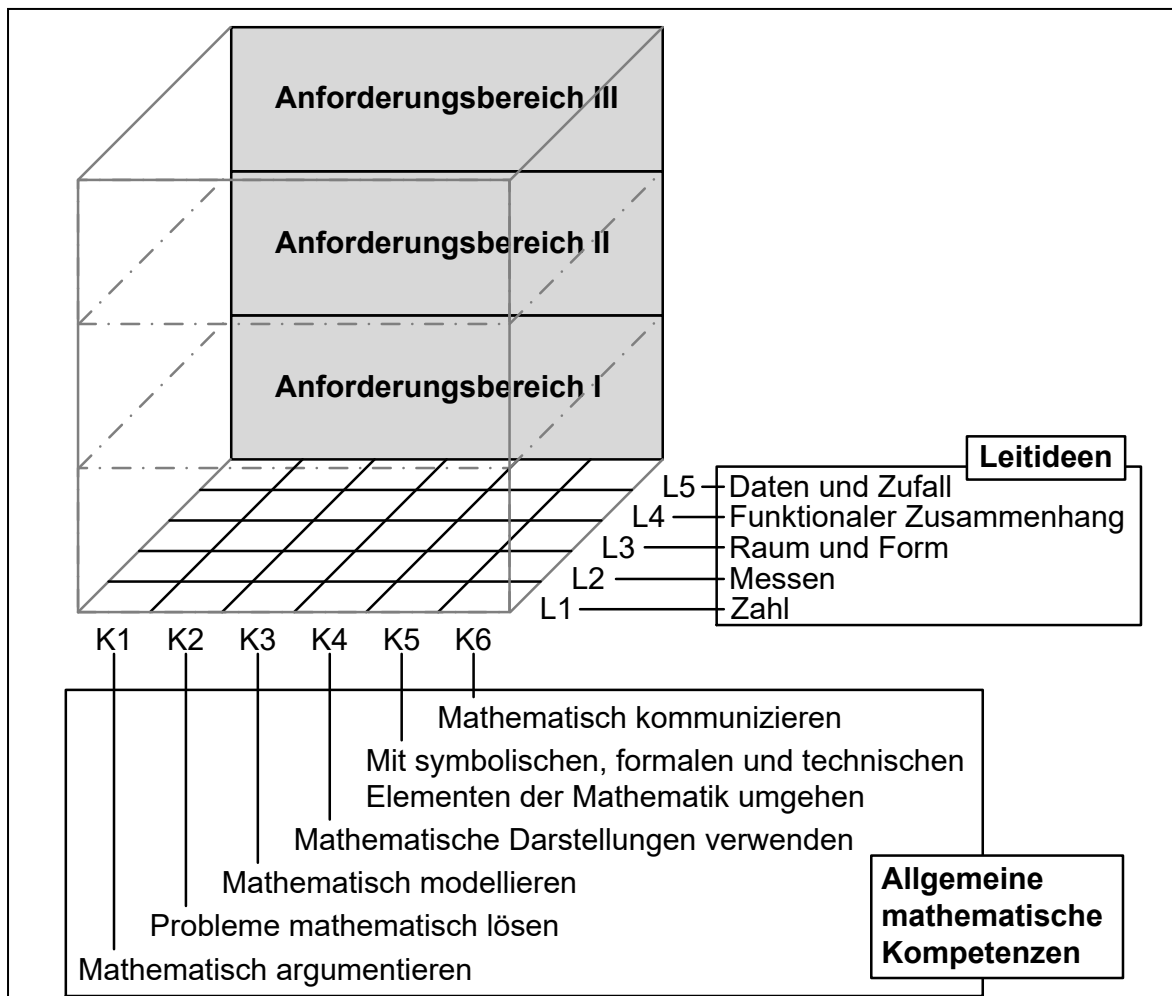 Anforderungsbereich III
Anforderungsbereich II
Anforderungsbereich I
Leitideen
L5 Daten und Zufall
L4 Funktionaler Zusammenhang
L3 Raum und Form
L2 Messen
L1 Zahl
K1 K2 K3 K4 K5 K6
Mathematisch kommunizieren
Mit symbolischen, formalen und technischen
Elementen der Mathematik umgehen
Mathematische Darstellungen verwenden
Mathematisch modellieren
Probleme mathematisch lösen
Mathematisch argumentieren
Allgemeine
mathematische
Kompetenzen